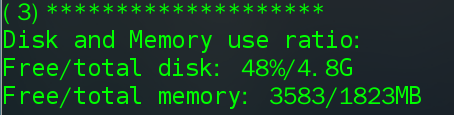 (3)********************
Disk and Memory use ratio:
Free/total disk: 48%/4.8G
Free/total memory: 3583/1823MB